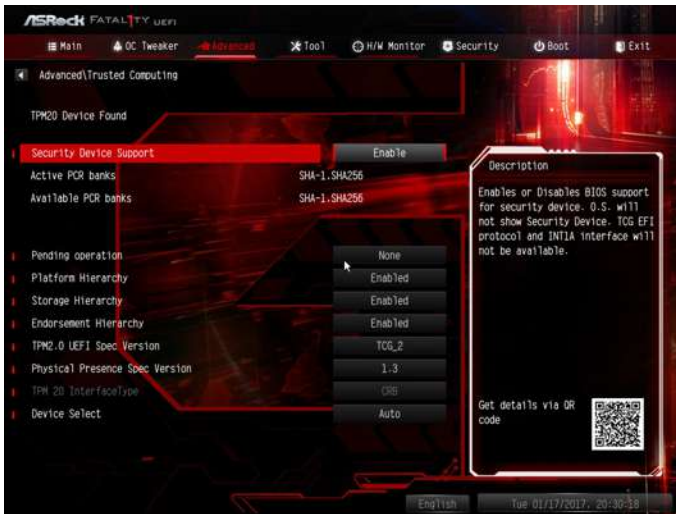 ASRock FATAL1TY UEFI
Main OC Tweaker Advanced Tool H/W Monitor Security Boot Exit
Advanced\Trusted Computing
TPM20 Device Found
Security Device Support Enable
Active PCR banks SHA-1.SHA256
Available PCR banks SHA-1.SHA256
Pending operation None
Platform Hierarchy Enabled
Storage Hierarchy Enabled
Endorsement Hierarchy Enabled
TPM2.0 UEFI Spec Version TCG_2
Physical Presence Spec Version 1.3
TPM 20 InterfaceType CRB
Device Select Auto
Description
Enables or Disables BIOS support
for security device. O.S. will
not show Security Device. TCG EFI
protocol and INT1A interface will
not be available.
Get details via QR
code
English Tue 01/17/2017, 20:30:18